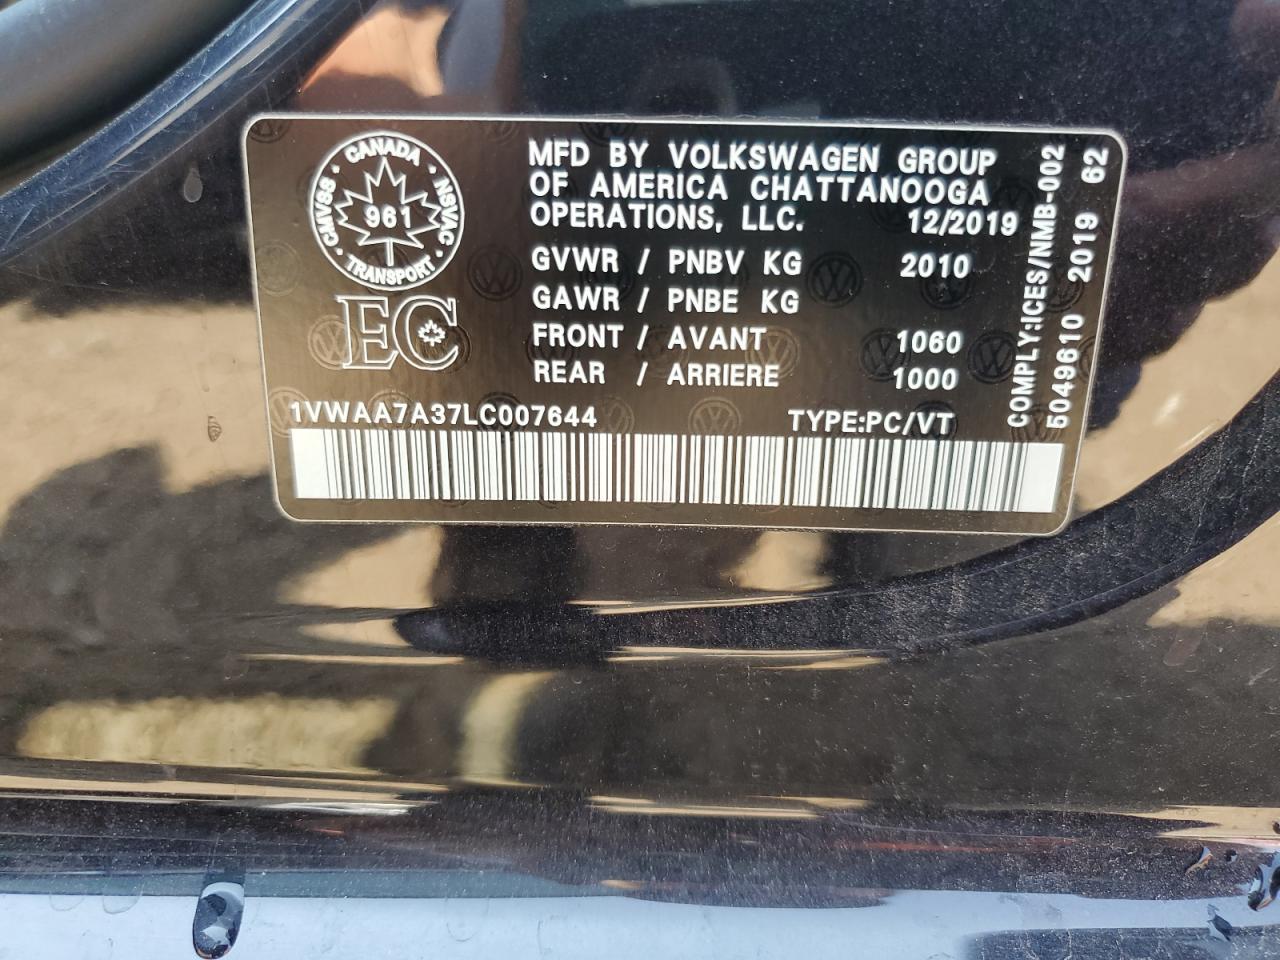 CANADA
CMVSS · 961 · NSVAC
TRANSPORT
EC
MFD BY VOLKSWAGEN GROUP
OF AMERICA CHATTANOOGA
OPERATIONS, LLC. 12/2019
GVWR / PNBV KG 2010
GAWR / PNBE KG
FRONT / AVANT 1060
REAR / ARRIERE 1000
1VWAA7A37LC007644 TYPE:PC/VT
COMPLY:ICES/NMB-002
5049610 2019 62